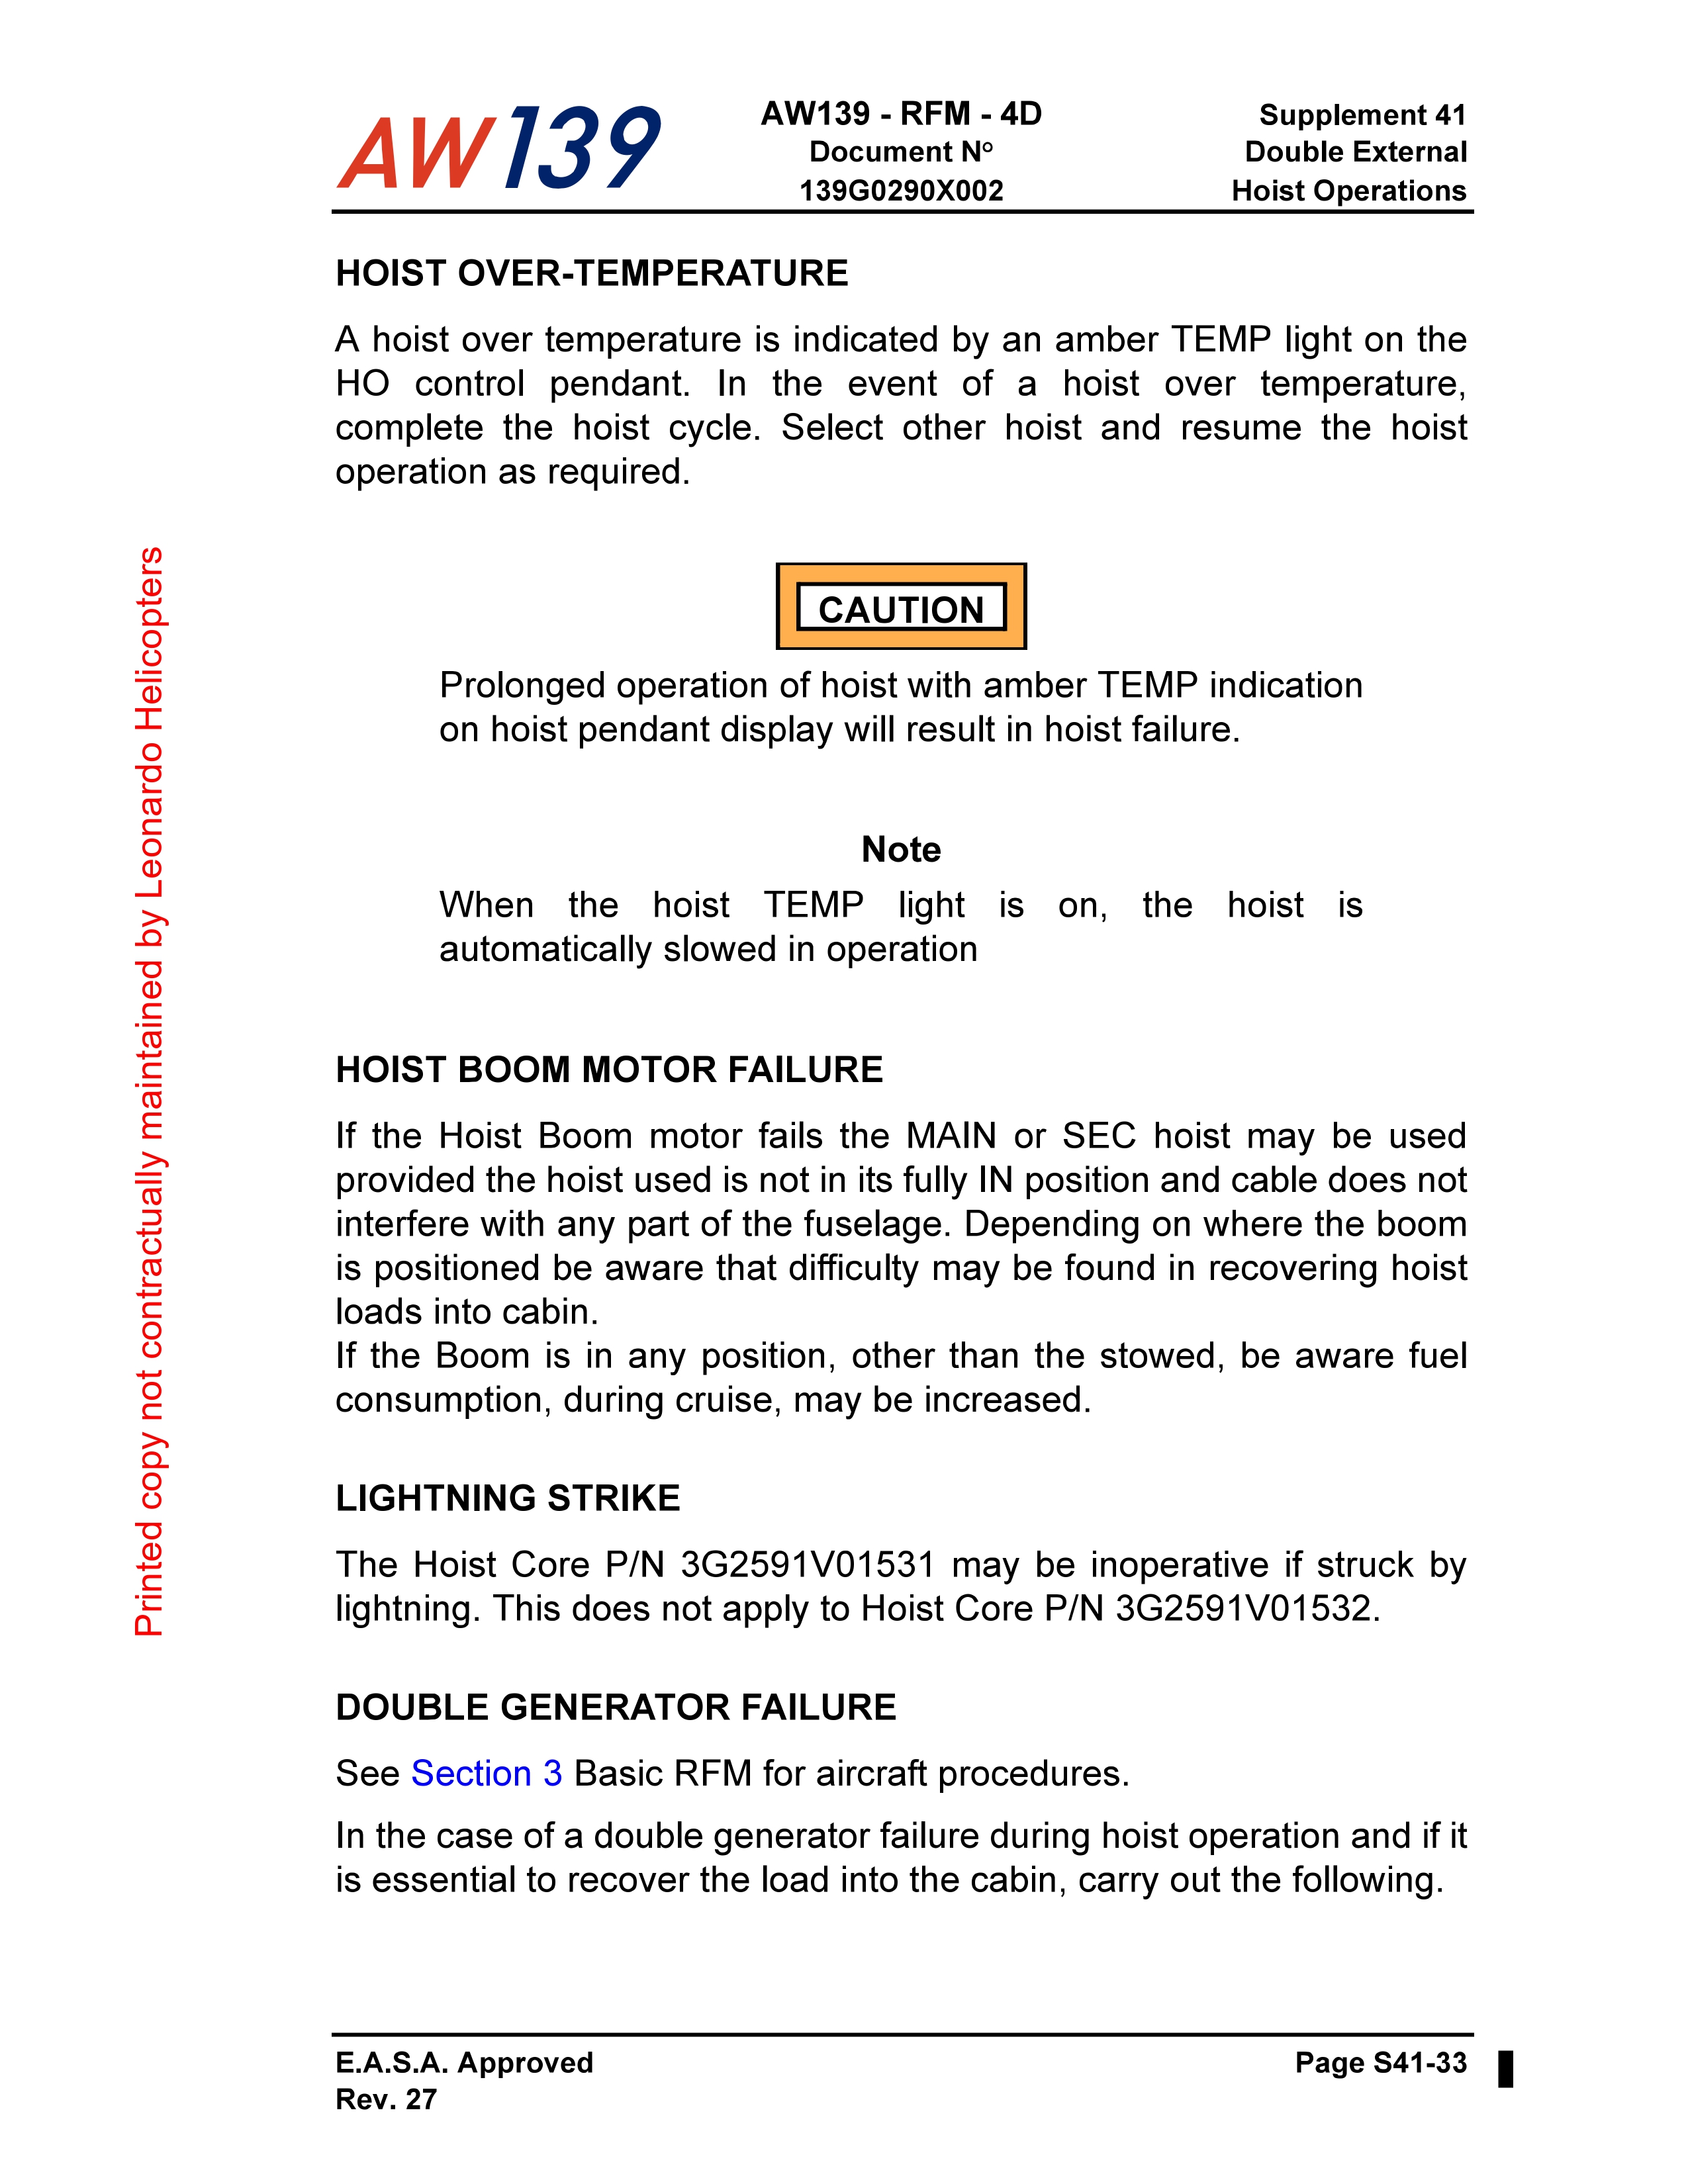 AW139
AW139 - RFM - 4D
Document N°
139G0290X002
Supplement 41
Double External
Hoist Operations
HOIST OVER-TEMPERATURE
A hoist over temperature is indicated by an amber TEMP light on the
HO control pendant. In the event of a hoist over temperature,
complete the hoist cycle. Select other hoist and resume the hoist
operation as required.
CAUTION
Prolonged operation of hoist with amber TEMP indication
on hoist pendant display will result in hoist failure.
Note
When the hoist TEMP light is on, the hoist is
automatically slowed in operation
HOIST BOOM MOTOR FAILURE
If the Hoist Boom motor fails the MAIN or SEC hoist may be used
provided the hoist used is not in its fully IN position and cable does not
interfere with any part of the fuselage. Depending on where the boom
is positioned be aware that difficulty may be found in recovering hoist
loads into cabin.
If the Boom is in any position, other than the stowed, be aware fuel
consumption, during cruise, may be increased.
LIGHTNING STRIKE
The Hoist Core P/N 3G2591V01531 may be inoperative if struck by
lightning. This does not apply to Hoist Core P/N 3G2591V01532.
DOUBLE GENERATOR FAILURE
See Section 3 Basic RFM for aircraft procedures.
In the case of a double generator failure during hoist operation and if it
is essential to recover the load into the cabin, carry out the following.
E.A.S.A. Approved
Rev. 27
Page S41-33
Printed copy not contractually maintained by Leonardo Helicopters